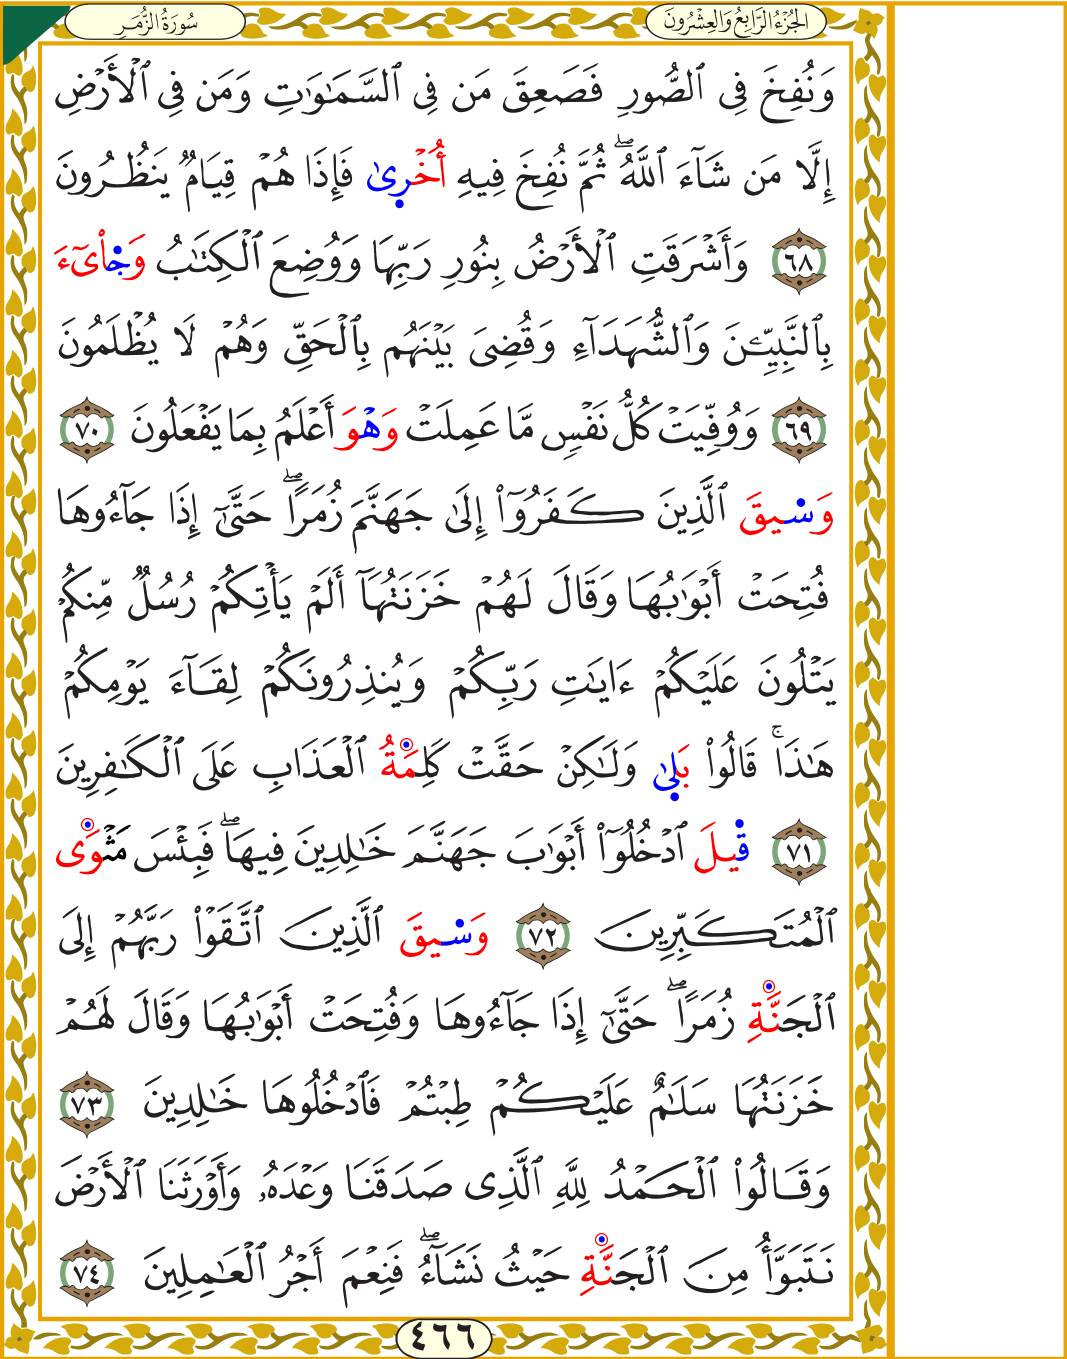 سُورَةُ الزُّمَرِ
الجُزْءُ الرَّابِعُ وَالعِشْرُونَ
وَنُفِخَ فِى ٱلصُّورِ فَصَعِقَ مَن فِى ٱلسَّمَٰوَٰتِ وَمَن فِى ٱلْأَرْضِ
إِلَّا مَن شَآءَ ٱللَّهُ ۖ ثُمَّ نُفِخَ فِيهِ أُخْرِىٰ فَإِذَا هُمْ قِيَامٌ يَنظُرُونَ
٦٨ وَأَشْرَقَتِ ٱلْأَرْضُ بِنُورِ رَبِّهَا وَوُضِعَ ٱلْكِتَٰبُ وَجِا۟ىٓءَ
بِٱلنَّبِيِّـۧنَ وَٱلشُّهَدَآءِ وَقُضِىَ بَيْنَهُم بِٱلْحَقِّ وَهُمْ لَا يُظْلَمُونَ
٦٩ وَوُفِّيَتْ كُلُّ نَفْسٍ مَّا عَمِلَتْ وَهْوَ أَعْلَمُ بِمَا يَفْعَلُونَ ٧٠
وَسِيقَ ٱلَّذِينَ كَفَرُوٓا۟ إِلَىٰ جَهَنَّمَ زُمَرًا ۖ حَتَّىٰٓ إِذَا جَآءُوهَا
فُتِحَتْ أَبْوَٰبُهَا وَقَالَ لَهُمْ خَزَنَتُهَآ أَلَمْ يَأْتِكُمْ رُسُلٌ مِّنكُمْ
يَتْلُونَ عَلَيْكُمْ ءَايَٰتِ رَبِّكُمْ وَيُنذِرُونَكُمْ لِقَآءَ يَوْمِكُمْ
هَٰذَا ۚ قَالُوا۟ بَلِىٰ وَلَٰكِنْ حَقَّتْ كَلِمَةُ ٱلْعَذَابِ عَلَى ٱلْكَٰفِرِينَ
٧١ قِيلَ ٱدْخُلُوٓا۟ أَبْوَٰبَ جَهَنَّمَ خَٰلِدِينَ فِيهَا ۖ فَبِئْسَ مَثْوَى
ٱلْمُتَكَبِّرِينَ ٧٢ وَسِيقَ ٱلَّذِينَ ٱتَّقَوْا۟ رَبَّهُمْ إِلَى
ٱلْجَنَّةِ زُمَرًا ۖ حَتَّىٰٓ إِذَا جَآءُوهَا وَفُتِحَتْ أَبْوَٰبُهَا وَقَالَ لَهُمْ
خَزَنَتُهَا سَلَٰمٌ عَلَيْكُمْ طِبْتُمْ فَٱدْخُلُوهَا خَٰلِدِينَ ٧٣
وَقَالُوا۟ ٱلْحَمْدُ لِلَّهِ ٱلَّذِى صَدَقَنَا وَعْدَهُۥ وَأَوْرَثَنَا ٱلْأَرْضَ
نَتَبَوَّأُ مِنَ ٱلْجَنَّةِ حَيْثُ نَشَآءُ ۖ فَنِعْمَ أَجْرُ ٱلْعَٰمِلِينَ ٧٤
٤٦٦